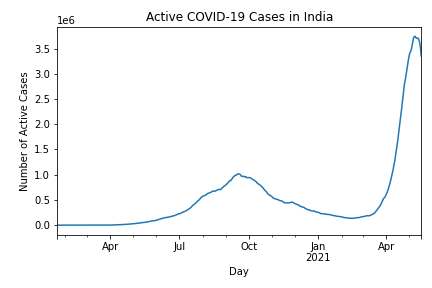 Active COVID-19 Cases in India
1e6
3.5
3.0
2.5
2.0
1.5
1.0
0.5
0.0
Number of Active Cases
Apr
Jul
Oct
Jan
2021
Apr
Day